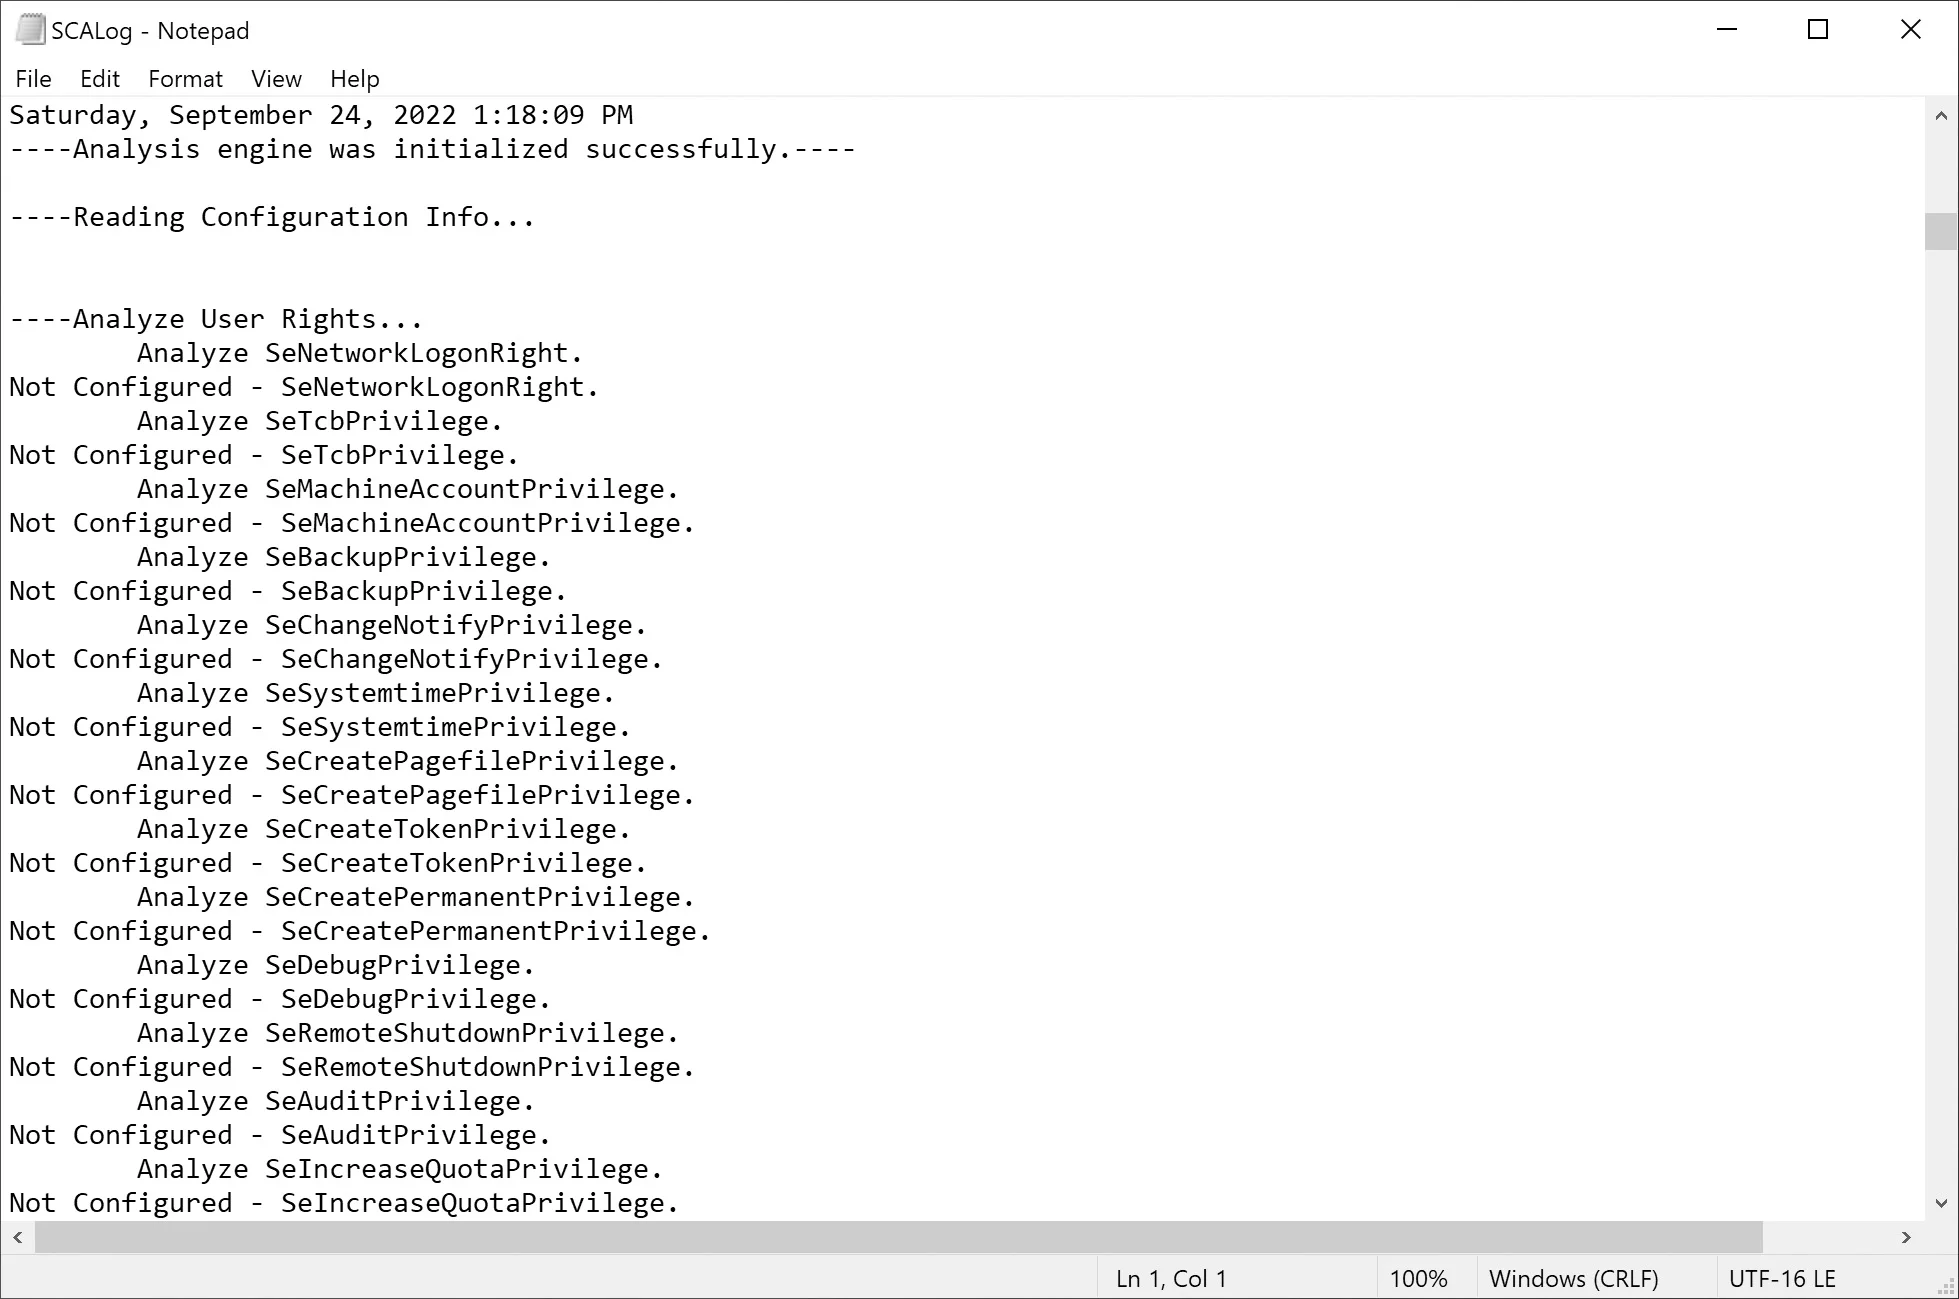 SCALog - Notepad
File Edit Format View Help
Saturday, September 24, 2022 1:18:09 PM
----Analysis engine was initialized successfully.----
----Reading Configuration Info...
----Analyze User Rights...
Analyze SeNetworkLogonRight.
Not Configured - SeNetworkLogonRight.
Analyze SeTcbPrivilege.
Not Configured - SeTcbPrivilege.
Analyze SeMachineAccountPrivilege.
Not Configured - SeMachineAccountPrivilege.
Analyze SeBackupPrivilege.
Not Configured - SeBackupPrivilege.
Analyze SeChangeNotifyPrivilege.
Not Configured - SeChangeNotifyPrivilege.
Analyze SeSystemtimePrivilege.
Not Configured - SeSystemtimePrivilege.
Analyze SeCreatePagefilePrivilege.
Not Configured - SeCreatePagefilePrivilege.
Analyze SeCreateTokenPrivilege.
Not Configured - SeCreateTokenPrivilege.
Analyze SeCreatePermanentPrivilege.
Not Configured - SeCreatePermanentPrivilege.
Analyze SeDebugPrivilege.
Not Configured - SeDebugPrivilege.
Analyze SeRemoteShutdownPrivilege.
Not Configured - SeRemoteShutdownPrivilege.
Analyze SeAuditPrivilege.
Not Configured - SeAuditPrivilege.
Analyze SeIncreaseQuotaPrivilege.
Not Configured - SeIncreaseQuotaPrivilege.
Ln 1, Col 1 100% Windows (CRLF) UTF-16 LE